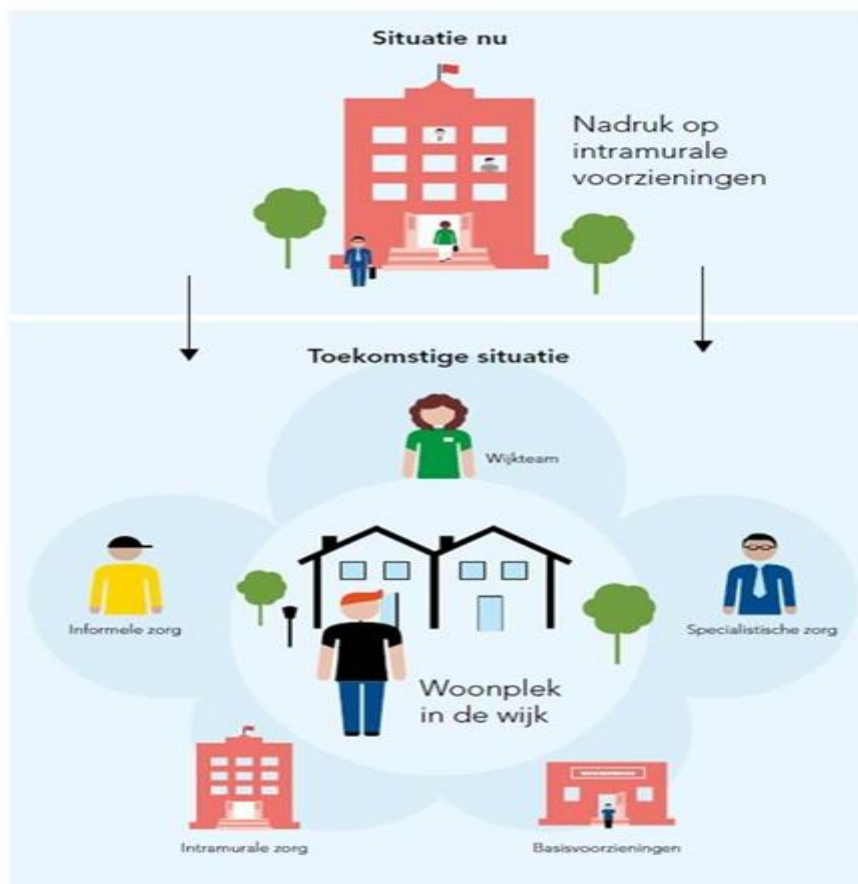 Situatie nu
Nadruk op
intramurale
voorzieningen
Toekomstige situatie
Wijkteam
Informele zorg
Specialistische zorg
Woonplek
in de wijk
Intramurale zorg
Basisvoorzieningen